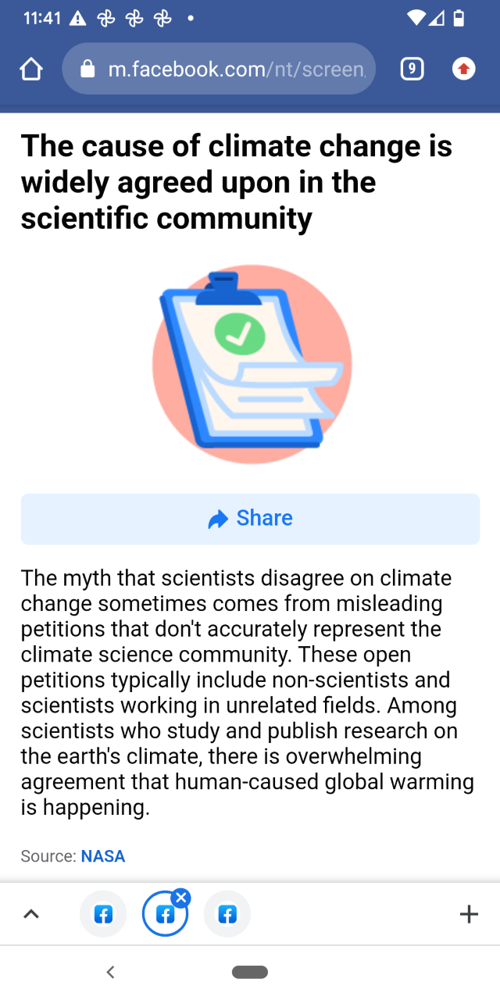 11:41
m.facebook.com/nt/screen
9
The cause of climate change is
widely agreed upon in the
scientific community
Share
The myth that scientists disagree on climate
change sometimes comes from misleading
petitions that don't accurately represent the
climate science community. These open
petitions typically include non-scientists and
scientists working in unrelated fields. Among
scientists who study and publish research on
the earth's climate, there is overwhelming
agreement that human-caused global warming
is happening.
Source: NASA